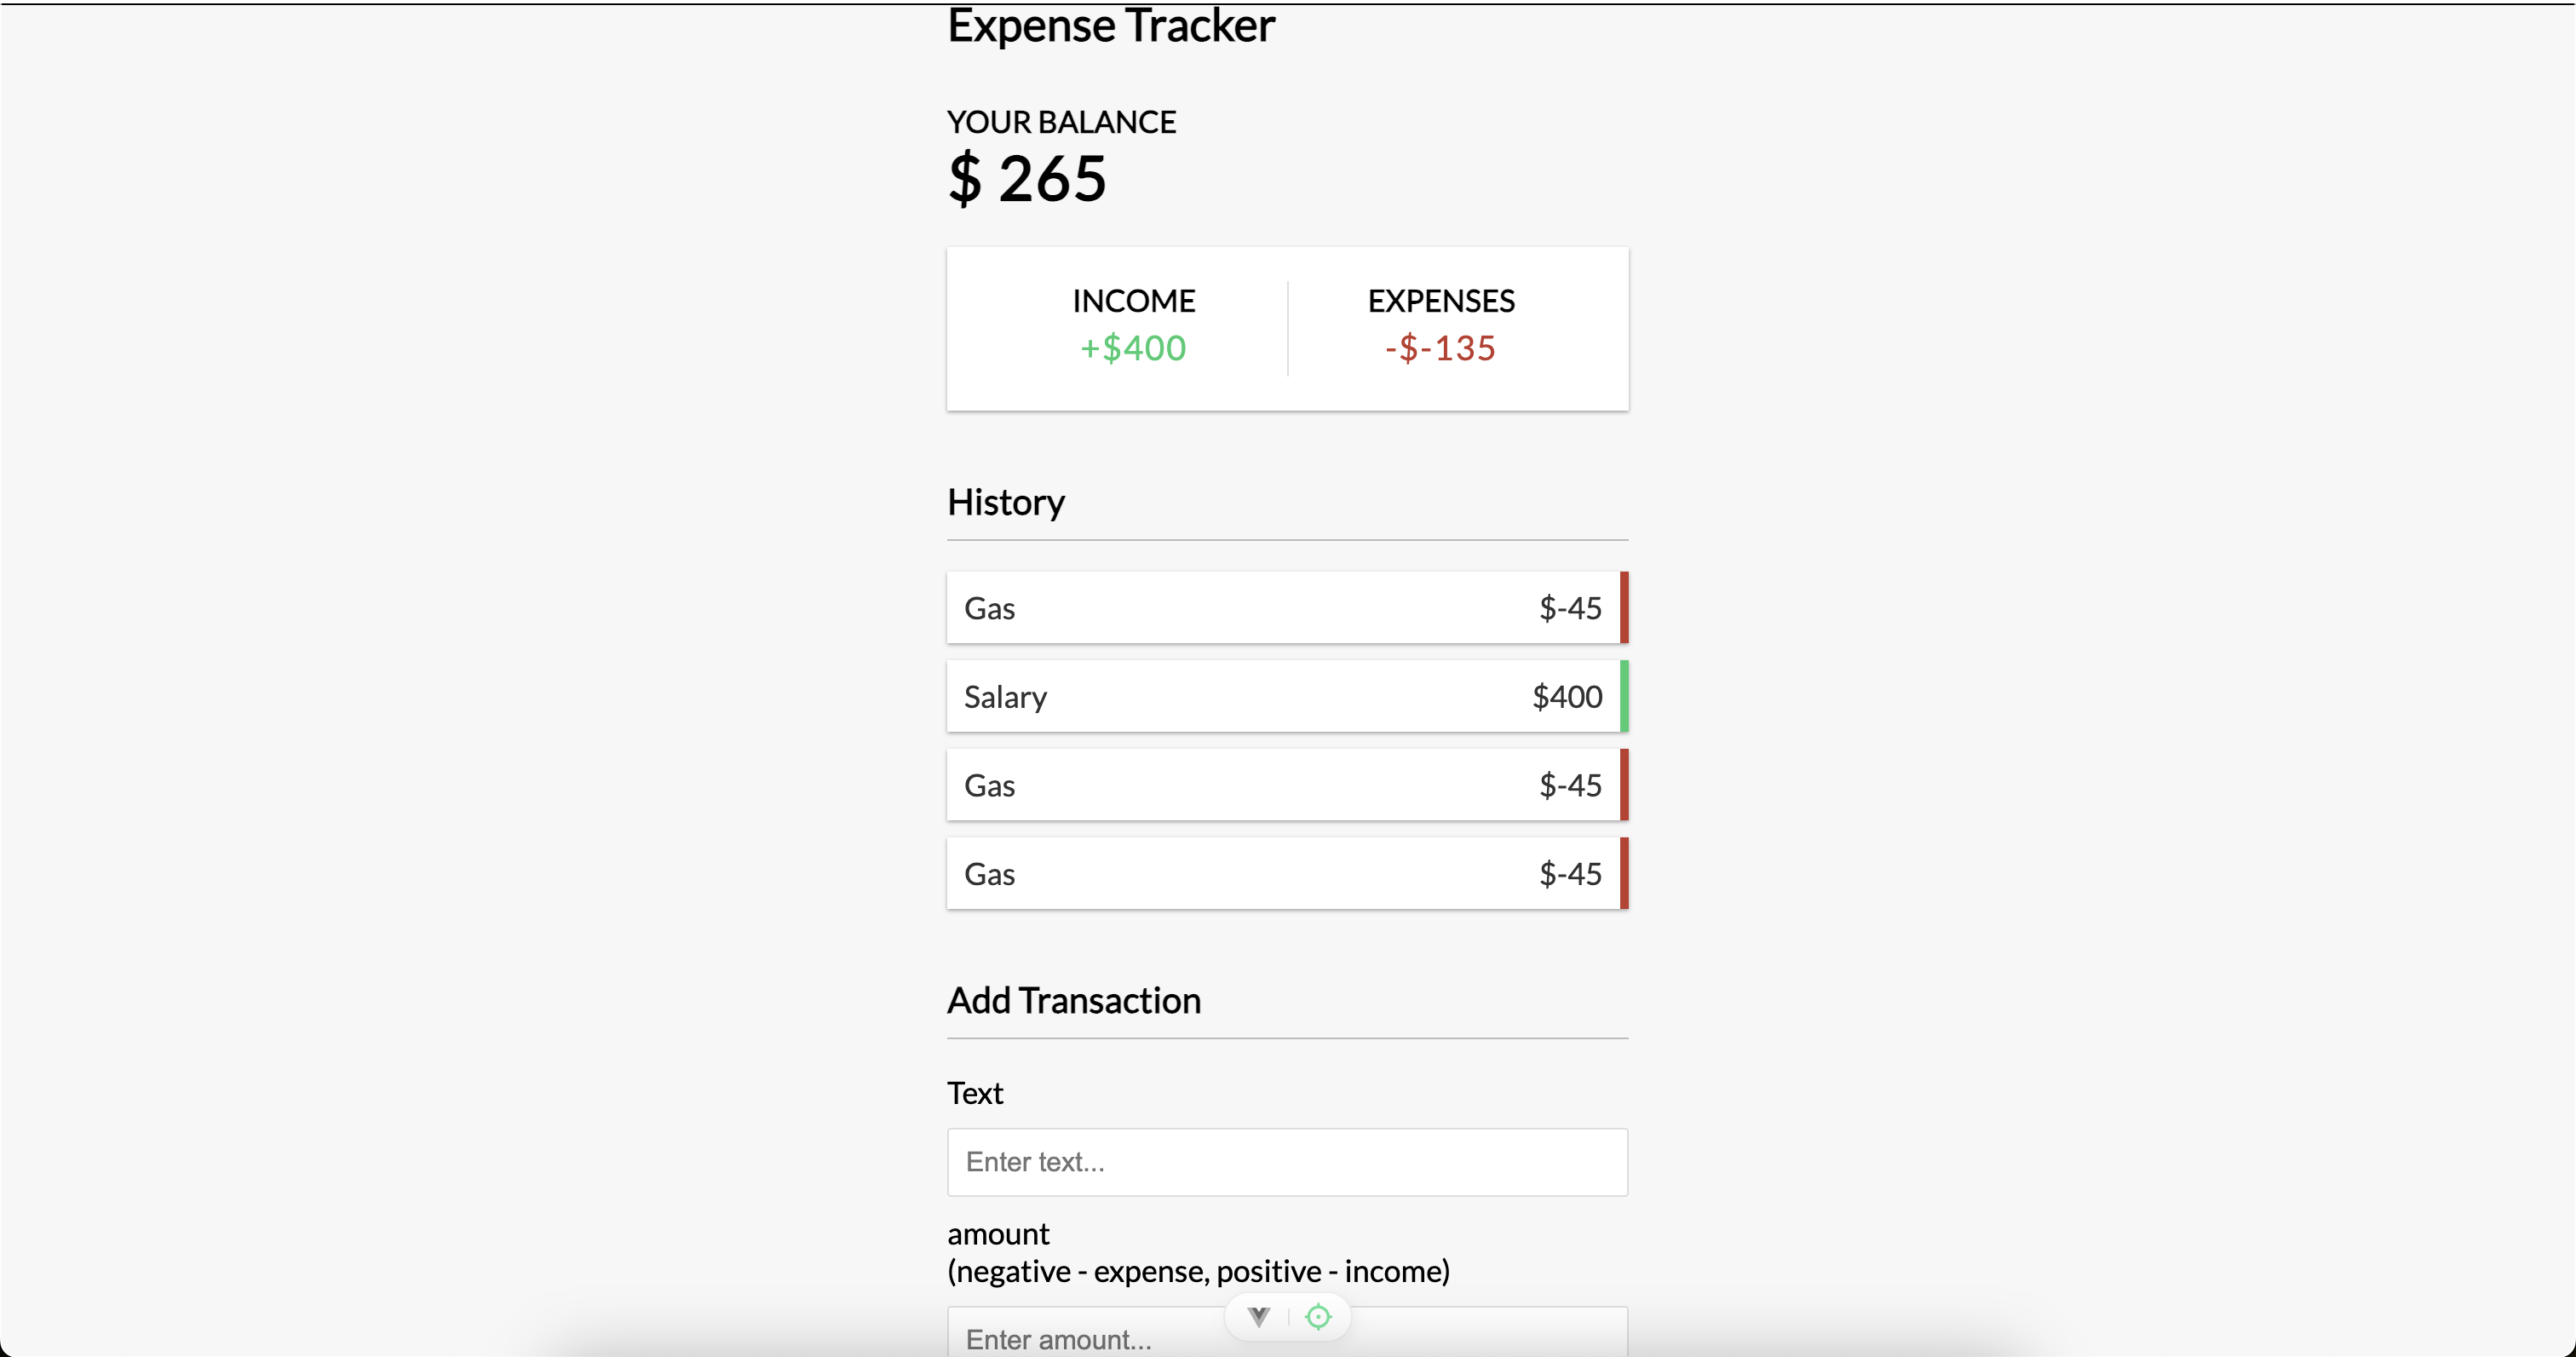 Expense Tracker
YOUR BALANCE
$ 265
INCOME
+$400
EXPENSES
-$-135
History
Gas $-45
Salary $400
Gas $-45
Gas $-45
Add Transaction
Text
Enter text...
amount
(negative - expense, positive - income)
Enter amount...